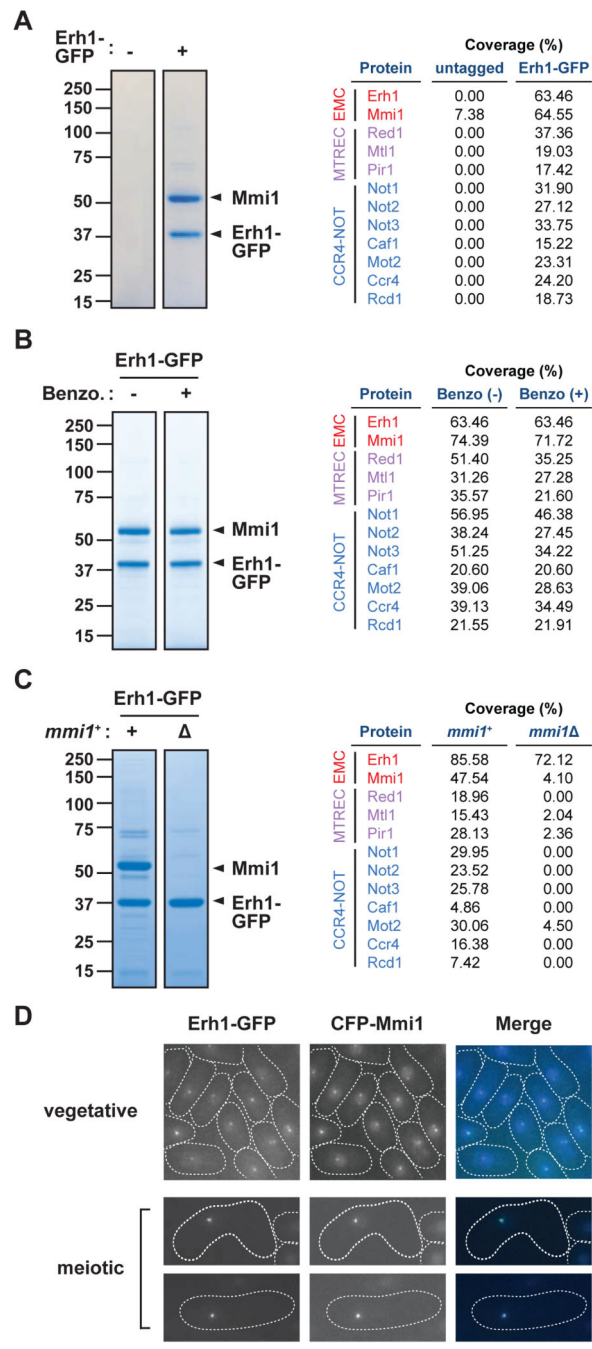 A
Erh1-
GFP : - +
250
150
100
75
50
37
25
15
Mmi1
Erh1-
GFP
Coverage (%)
Protein untagged Erh1-GFP
EMC
Erh1 0.00 63.46
Mmi1 7.38 64.55
MTREC
Red1 0.00 37.36
Mtl1 0.00 19.03
Pir1 0.00 17.42
CCR4-NOT
Not1 0.00 31.90
Not2 0.00 27.12
Not3 0.00 33.75
Caf1 0.00 15.22
Mot2 0.00 23.31
Ccr4 0.00 24.20
Rcd1 0.00 18.73
B
Erh1-GFP
Benzo. : - +
250
150
100
75
50
37
25
15
Mmi1
Erh1-
GFP
Coverage (%)
Protein Benzo (-) Benzo (+)
EMC
Erh1 63.46 63.46
Mmi1 74.39 71.72
MTREC
Red1 51.40 35.25
Mtl1 31.26 27.28
Pir1 35.57 21.60
CCR4-NOT
Not1 56.95 46.38
Not2 38.24 27.45
Not3 51.25 34.22
Caf1 20.60 20.60
Mot2 39.06 28.63
Ccr4 39.13 34.49
Rcd1 21.55 21.91
C
Erh1-GFP
mmi1+ : + Δ
250
150
100
75
50
37
25
15
Mmi1
Erh1-
GFP
Coverage (%)
Protein mmi1+ mmi1Δ
EMC
Erh1 85.58 72.12
Mmi1 47.54 4.10
MTREC
Red1 18.96 0.00
Mtl1 15.43 2.04
Pir1 28.13 2.36
CCR4-NOT
Not1 29.95 0.00
Not2 23.52 0.00
Not3 25.78 0.00
Caf1 4.86 0.00
Mot2 30.06 4.50
Ccr4 16.38 0.00
Rcd1 7.42 0.00
D
Erh1-GFP CFP-Mmi1 Merge
vegetative
meiotic